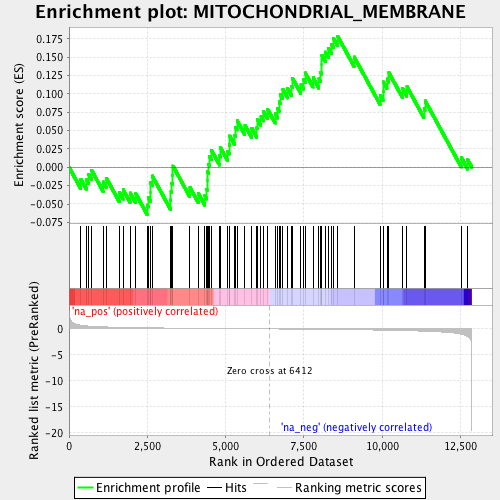 Enrichment plot: MITOCHONDRIAL_MEMBRANE
Enrichment score (ES)
0.175
0.150
0.125
0.100
0.075
0.050
0.025
0.000
-0.025
-0.050
-0.075
'na_pos' (positively correlated)
Ranked list metric (PreRanked)
0
-5
-10
-15
-20
Zero cross at 6412
'na_neg' (negatively correlated)
0 2,500 5,000 7,500 10,000 12,500
Rank in Ordered Dataset
Enrichment profile Hits Ranking metric scores